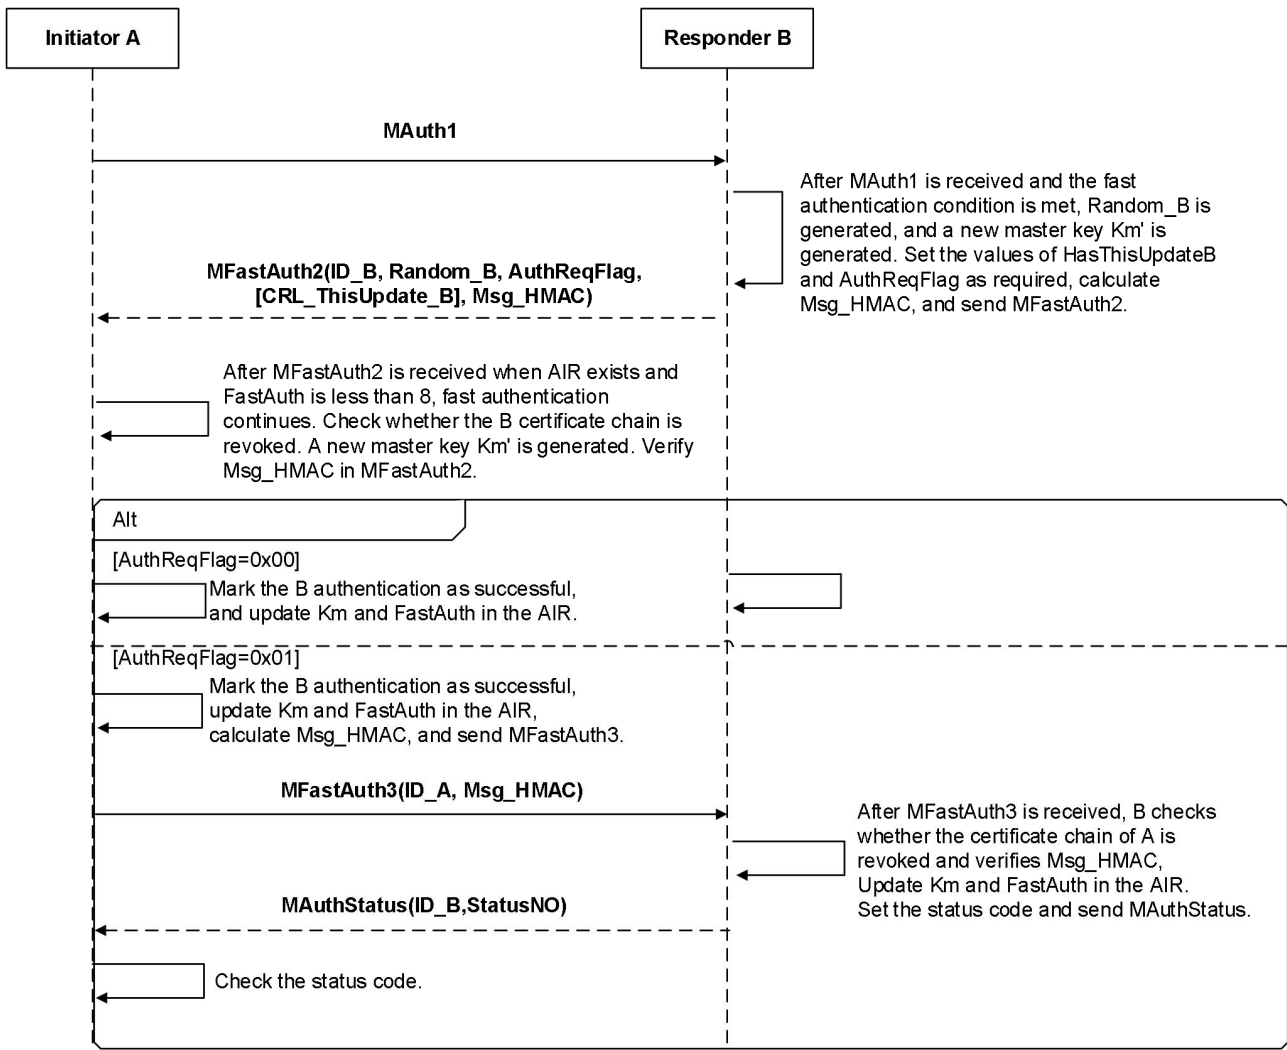 Initiator A
Responder B
MAuth1
After MAuth1 is received and the fast
authentication condition is met, Random_B is
generated, and a new master key Km' is
generated. Set the values of HasThisUpdateB
and AuthReqFlag as required, calculate
Msg_HMAC, and send MFastAuth2.
MFastAuth2(ID_B, Random_B, AuthReqFlag,
[CRL_ThisUpdate_B], Msg_HMAC)
After MFastAuth2 is received when AIR exists and
FastAuth is less than 8, fast authentication
continues. Check whether the B certificate chain is
revoked. A new master key Km' is generated. Verify
Msg_HMAC in MFastAuth2.
Alt
[AuthReqFlag=0x00]
Mark the B authentication as successful,
and update Km and FastAuth in the AIR.
[AuthReqFlag=0x01]
Mark the B authentication as successful,
update Km and FastAuth in the AIR,
calculate Msg_HMAC, and send MFastAuth3.
MFastAuth3(ID_A, Msg_HMAC)
After MFastAuth3 is received, B checks
whether the certificate chain of A is
revoked and verifies Msg_HMAC,
Update Km and FastAuth in the AIR.
Set the status code and send MAuthStatus.
MAuthStatus(ID_B,StatusNO)
Check the status code.